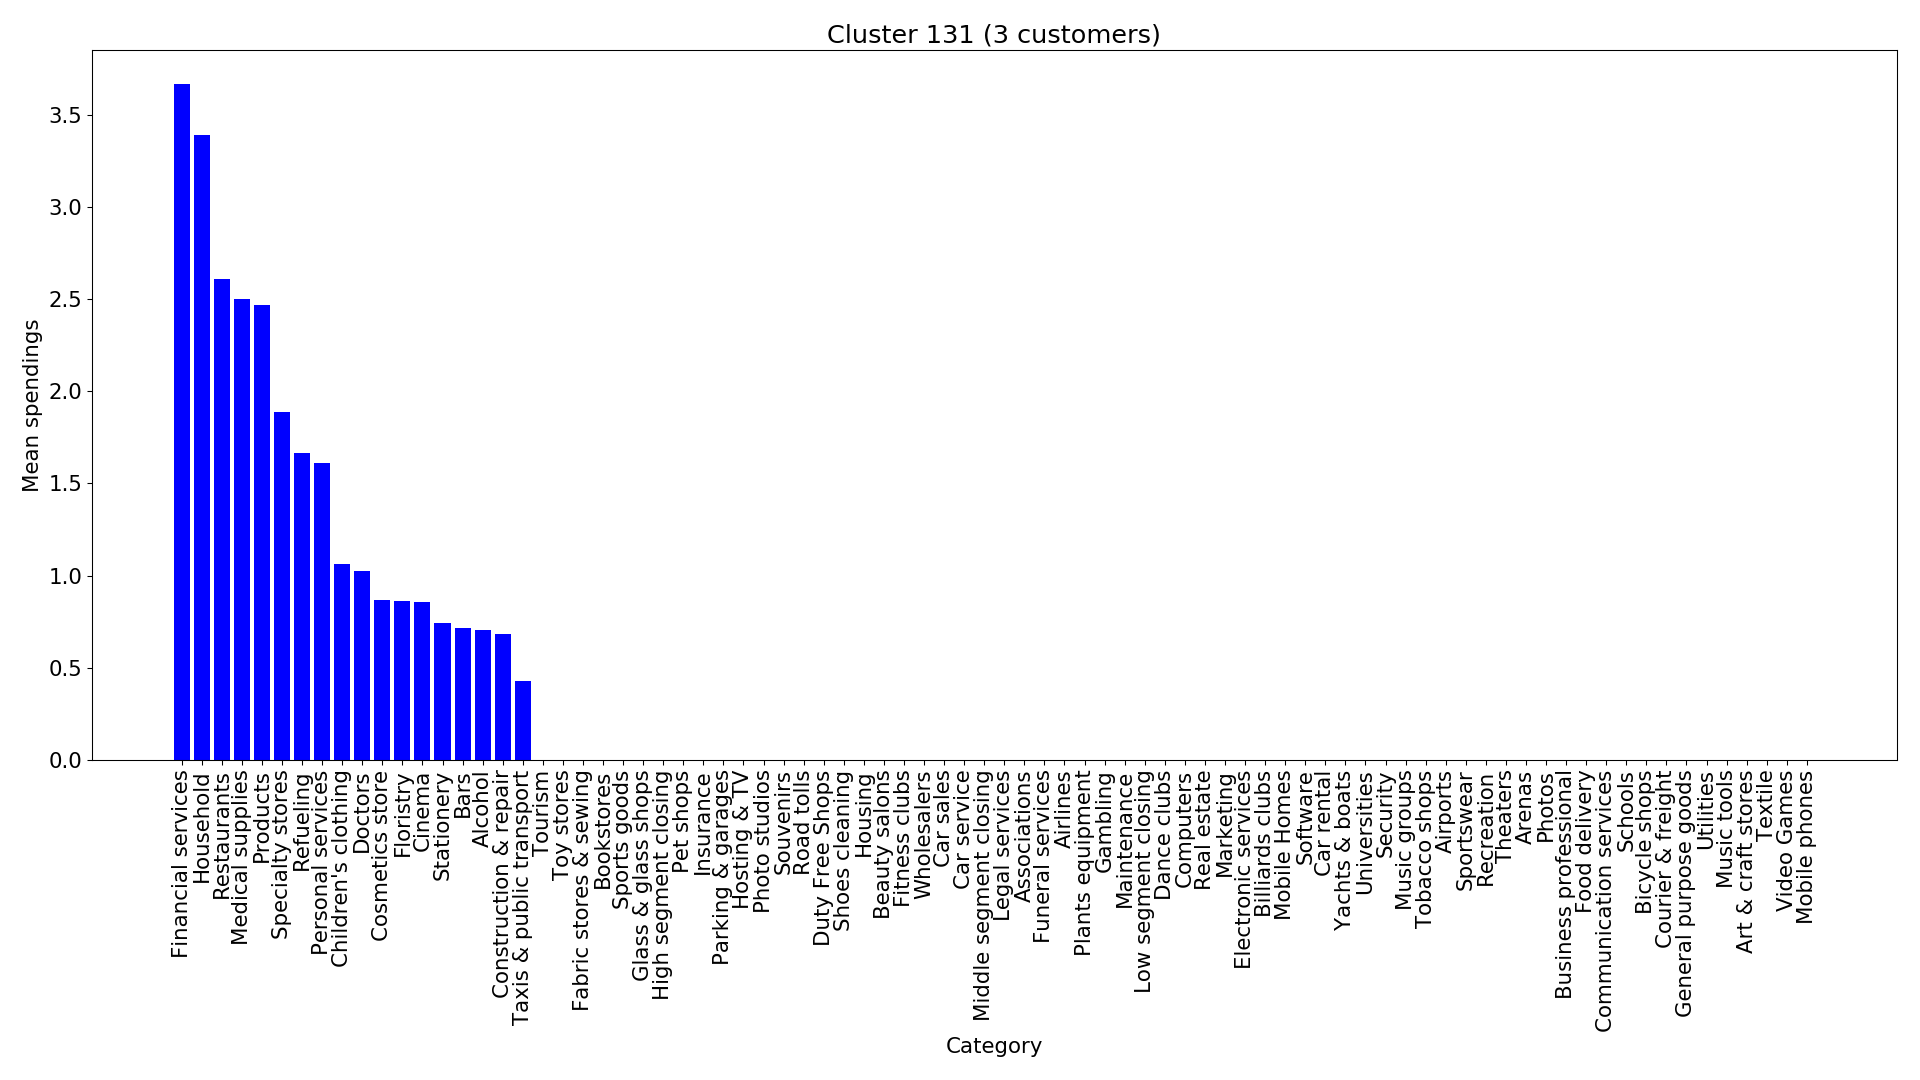 Cluster 131 (3 customers)
Mean spendings
3.5
3.0
2.5
2.0
1.5
1.0
0.5
0.0
Financial services
Household
Restaurants
Medical supplies
Products
Specialty stores
Refueling
Personal services
Children's clothing
Doctors
Cosmetics store
Floristry
Cinema
Stationery
Bars
Alcohol
Construction & repair
Taxis & public transport
Tourism
Toy stores
Fabric stores & sewing
Bookstores
Sports goods
Glass & glass shops
High segment closing
Pet shops
Insurance
Parking & garages
Hosting & TV
Photo studios
Souvenirs
Road tolls
Duty Free Shops
Shoes cleaning
Housing
Beauty salons
Fitness clubs
Wholesalers
Car sales
Car service
Middle segment closing
Legal services
Associations
Funeral services
Airlines
Plants equipment
Gambling
Maintenance
Low segment closing
Dance clubs
Computers
Real estate
Marketing
Electronic services
Billiards clubs
Mobile Homes
Software
Car rental
Yachts & boats
Universities
Security
Music groups
Tobacco shops
Airports
Sportswear
Recreation
Theaters
Arenas
Photos
Business professional
Food delivery
Communication services
Schools
Bicycle shops
Courier & freight
General purpose goods
Utilities
Music tools
Art & craft stores
Textile
Video Games
Mobile phones
Category